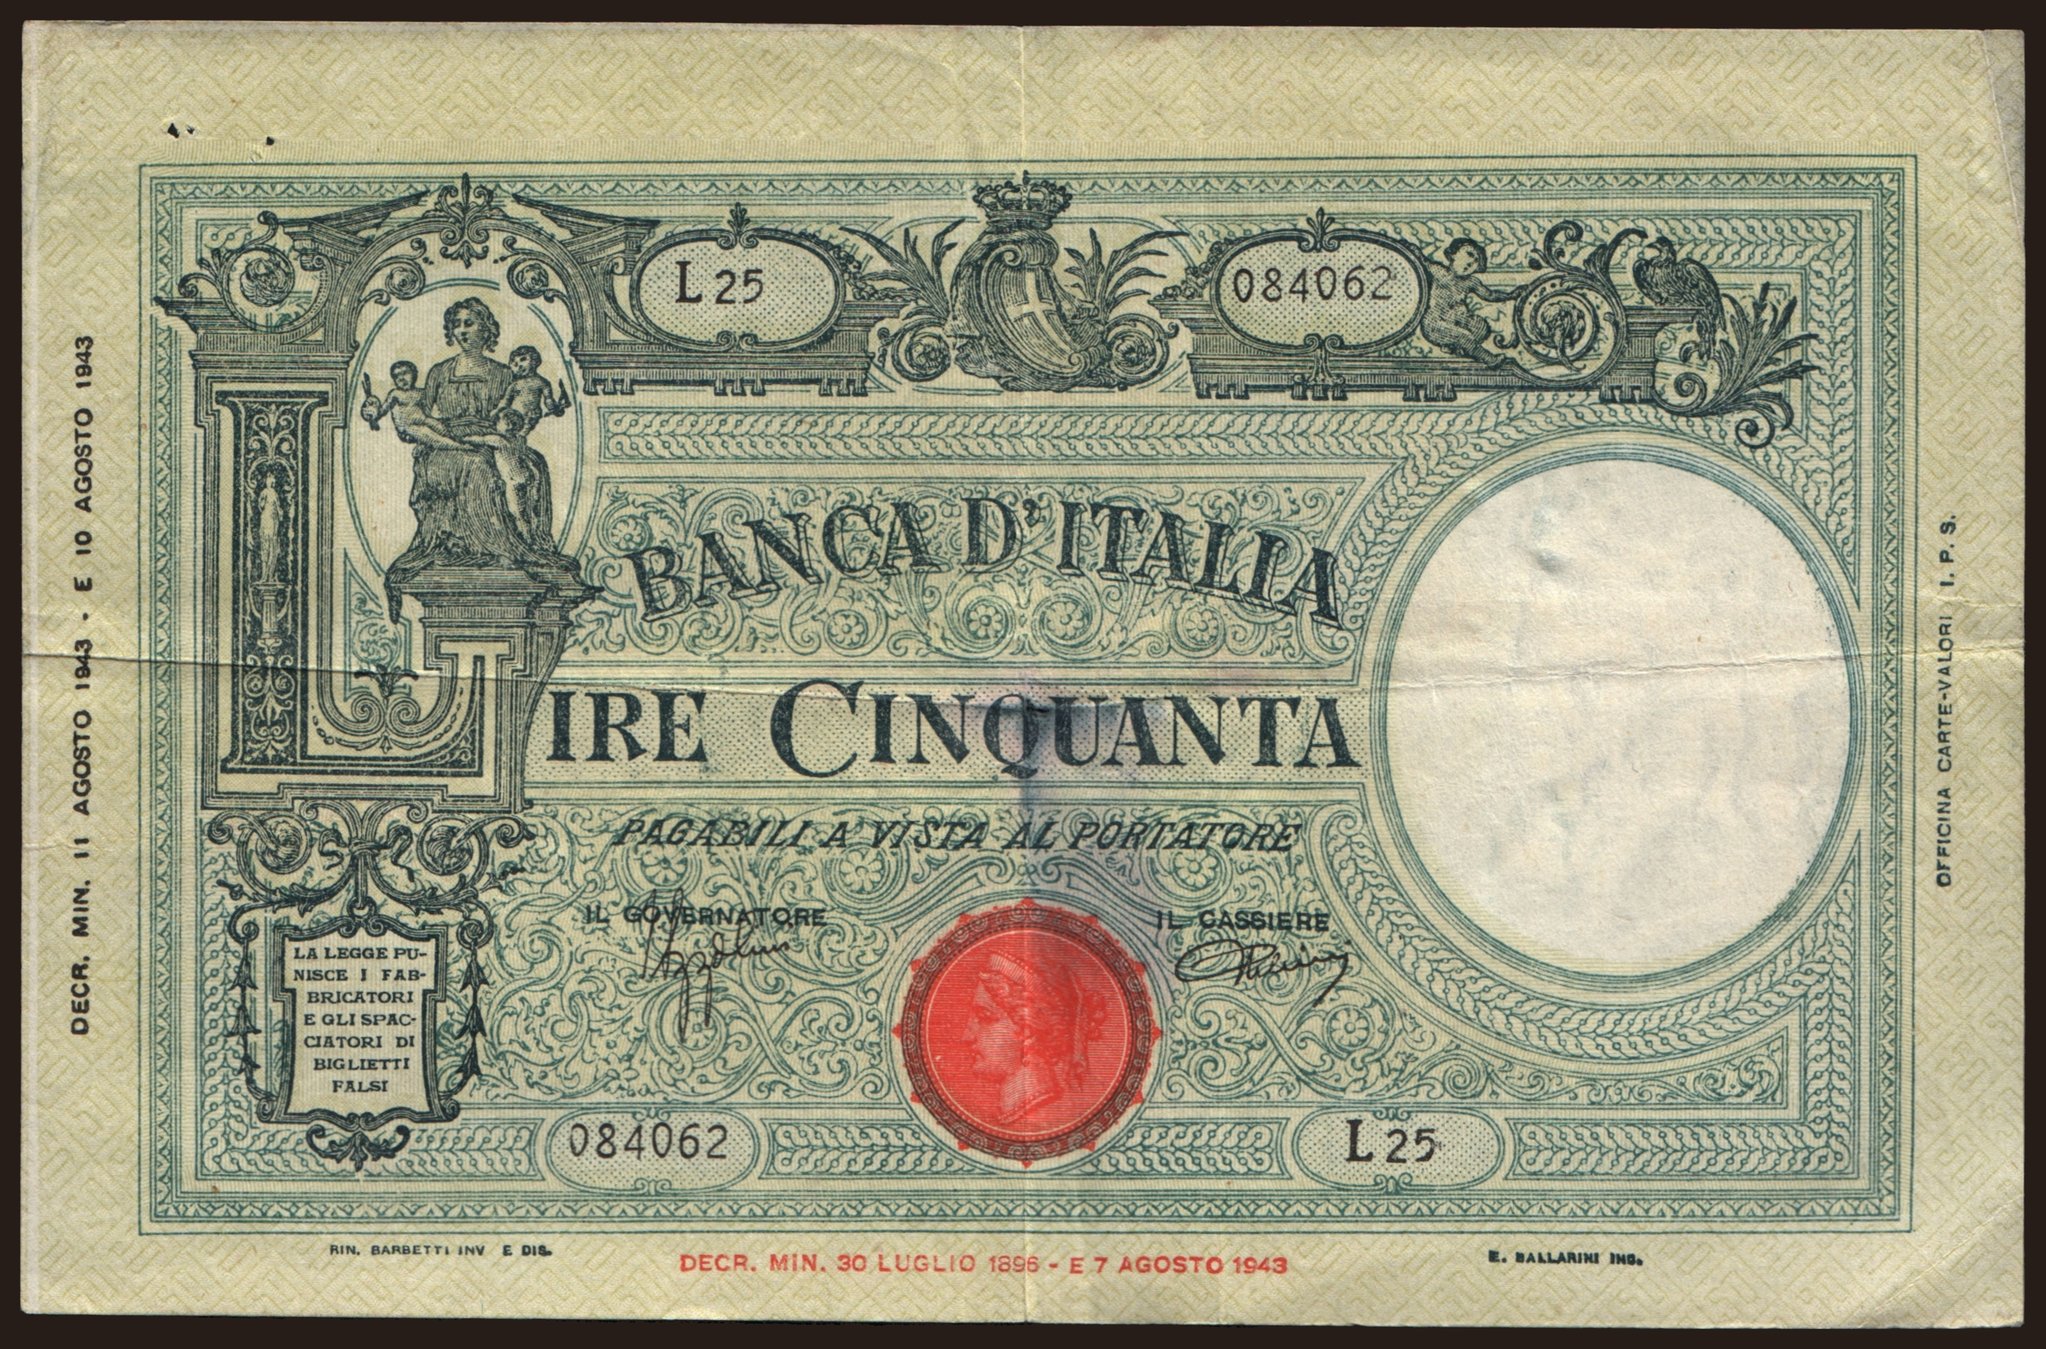 L 25
084062
BANCA D'ITALIA
LIRE CINQUANTA
PAGABILI A VISTA AL PORTATORE
IL GOVERNATORE
Azzolini
IL CASSIERE
LA LEGGE PU-
NISCE I FAB-
BRICATORI
E GLI SPAC-
CIATORI DI
BIGLIETTI
FALSI
084062
L 25
RIN. BARBETTI INV E DIS.
DECR. MIN. 30 LUGLIO 1896 - E 7 AGOSTO 1943
E. BALLARINI INC.
DECR. MIN. 11 AGOSTO 1943 - E 10 AGOSTO 1943
OFFICINA CARTE-VALORI I. P. S.